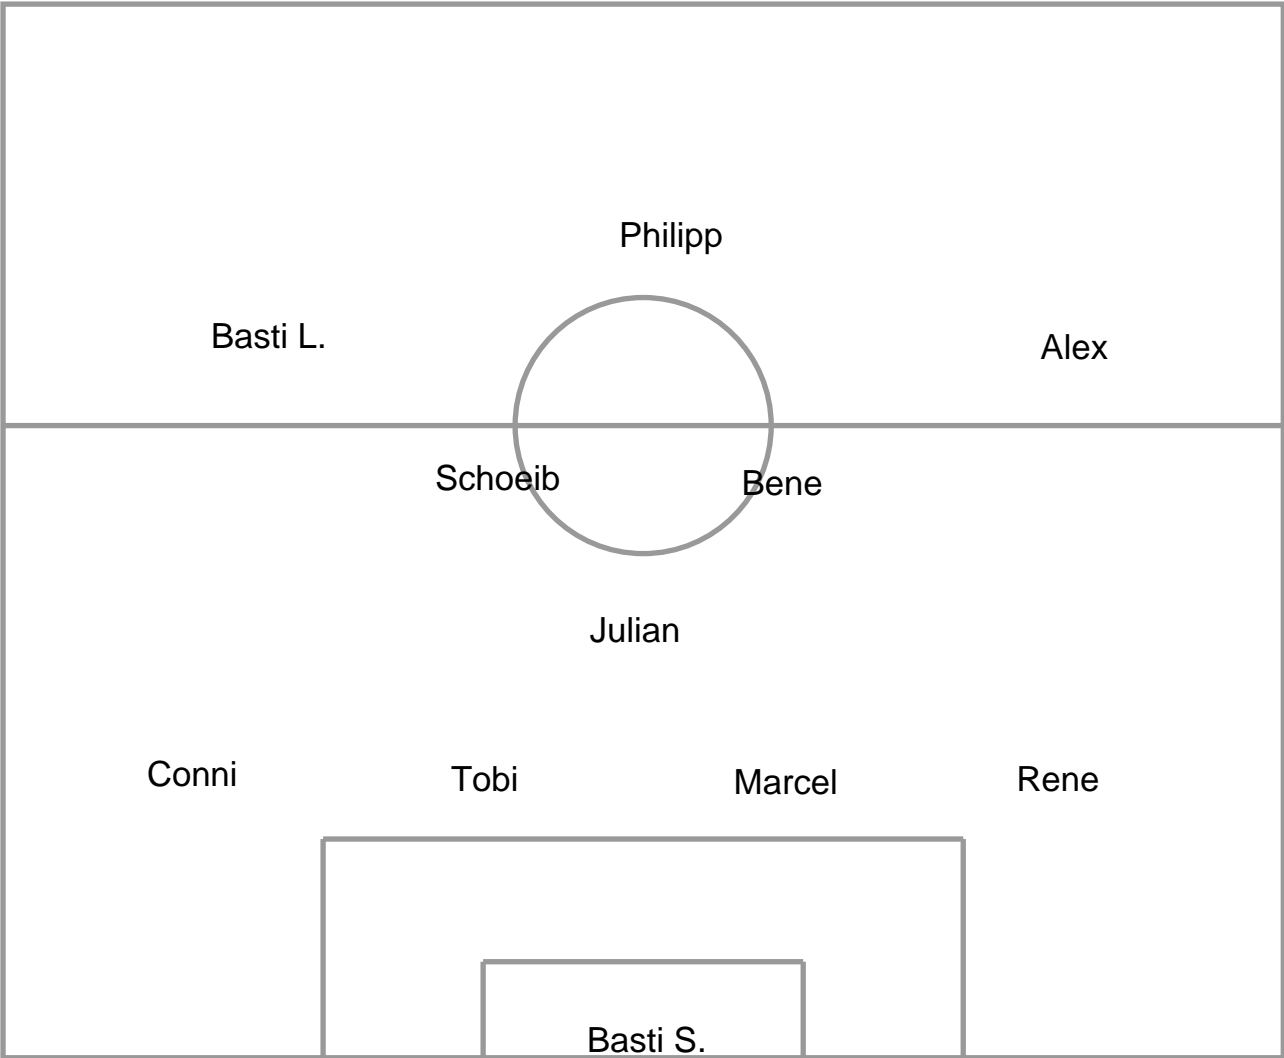 Philipp
Basti L.
Alex
Schoeib
Bene
Julian
Conni
Tobi
Marcel
Rene
Basti S.